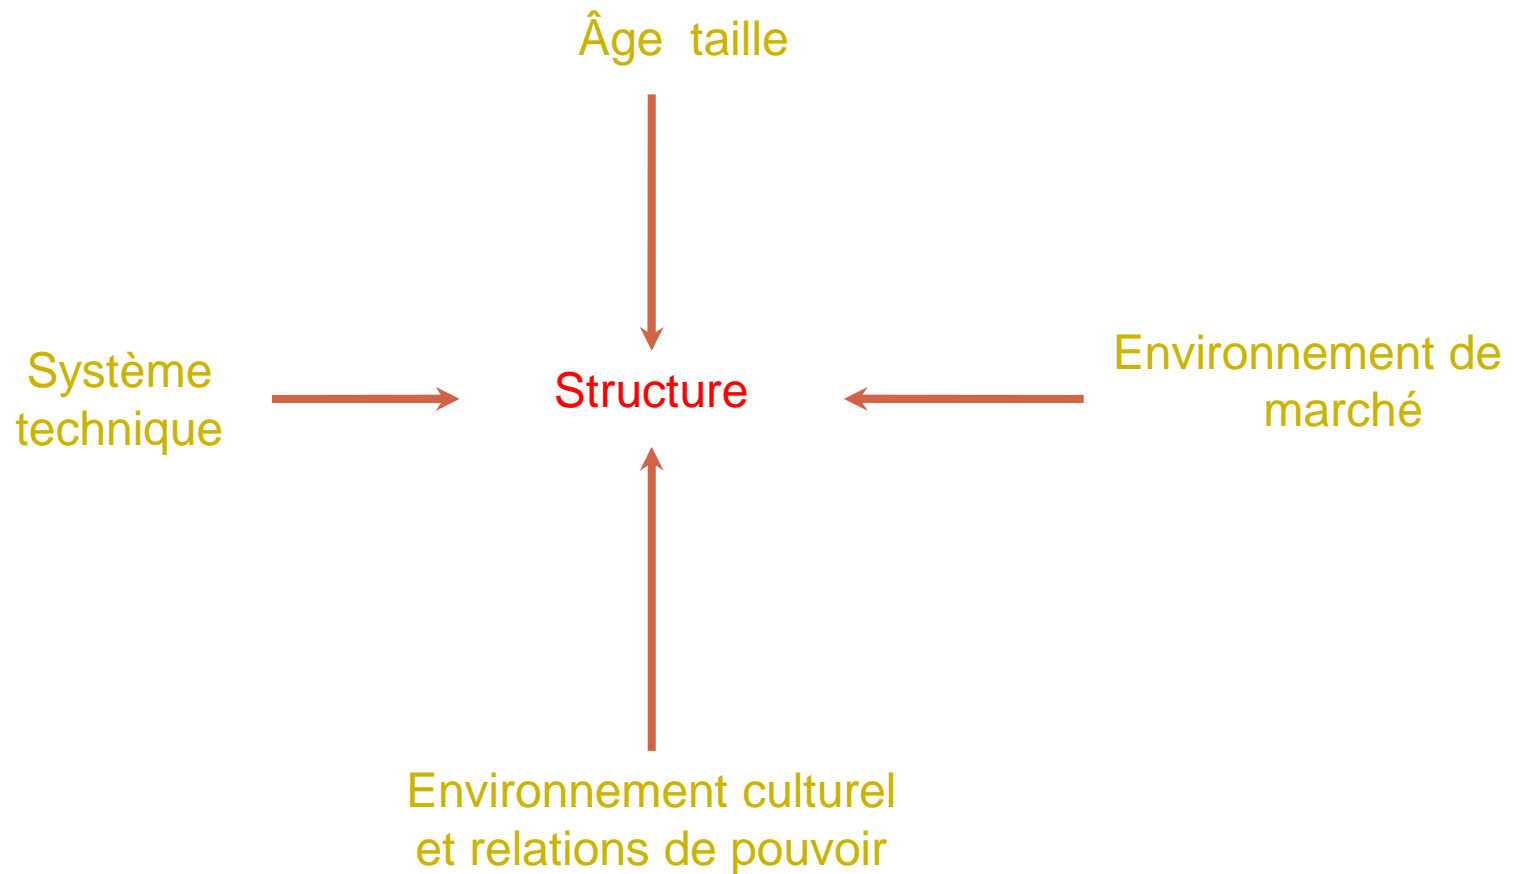 Âge  taille
Système
technique
Structure
Environnement de
marché
Environnement culturel
et relations de pouvoir